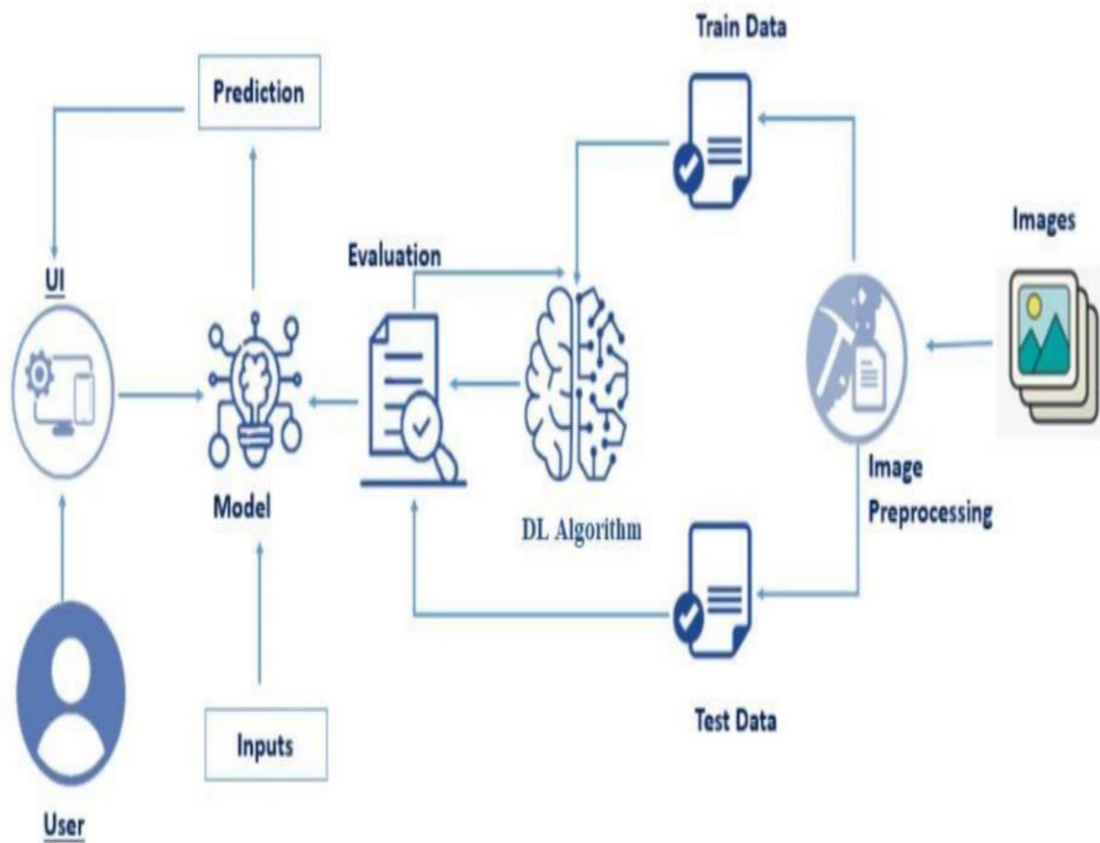 Train Data
Prediction
Images
Evaluation
UI
Image
Preprocessing
Model
DL Algorithm
Test Data
Inputs
User